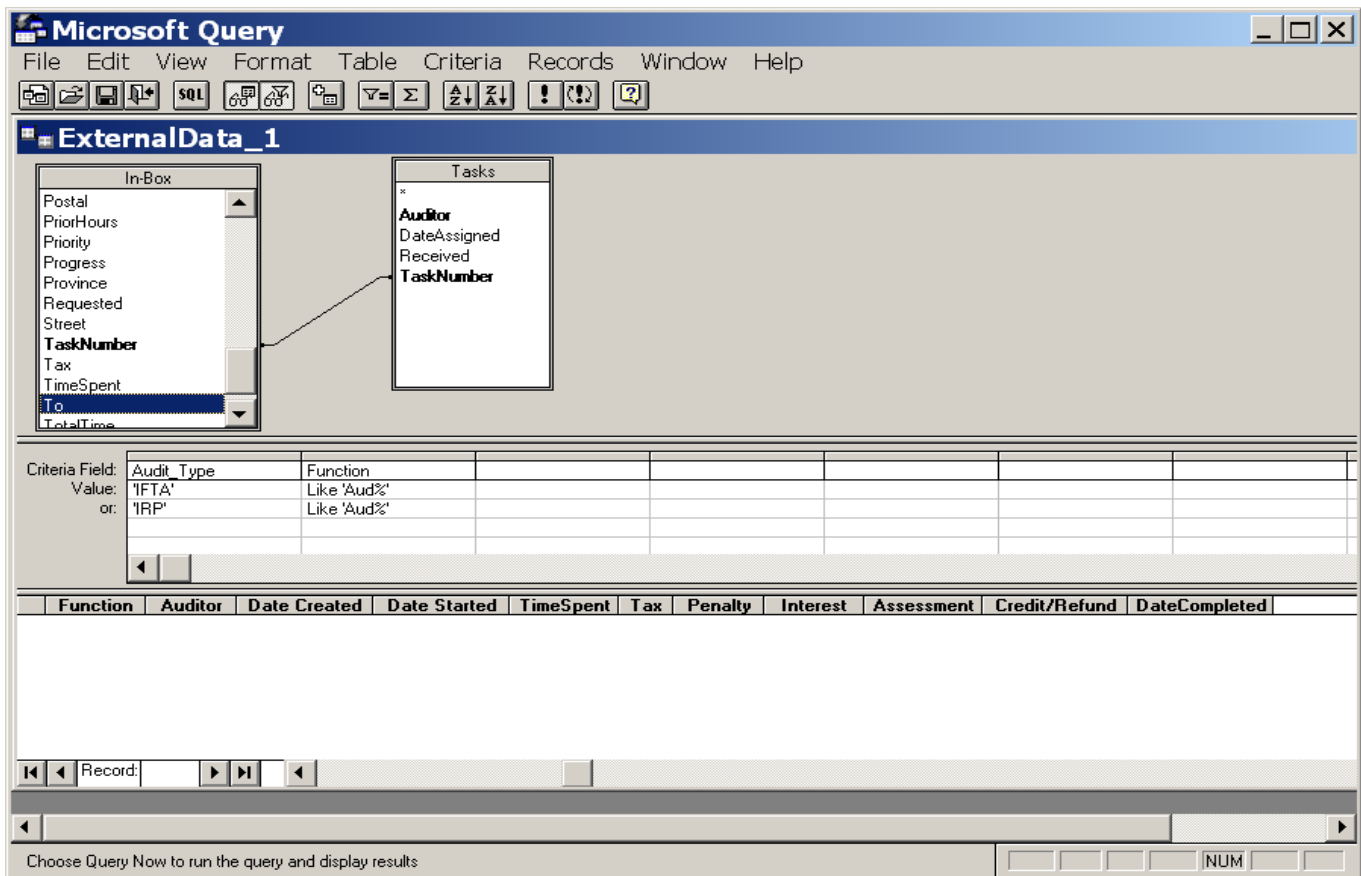 Microsoft Query
File Edit View Format Table Criteria Records Window Help
SQL
ExternalData_1
In-Box
Postal
PriorHours
Priority
Progress
Province
Requested
Street
TaskNumber
Tax
TimeSpent
To
TotalTime
Tasks
*
Auditor
DateAssigned
Received
TaskNumber
Criteria Field: Audit_Type Function
Value: 'IFTA' Like 'Aud%'
or: 'IRP' Like 'Aud%'
Function Auditor Date Created Date Started TimeSpent Tax Penalty Interest Assessment Credit/Refund DateCompleted
Record:
Choose Query Now to run the query and display results NUM